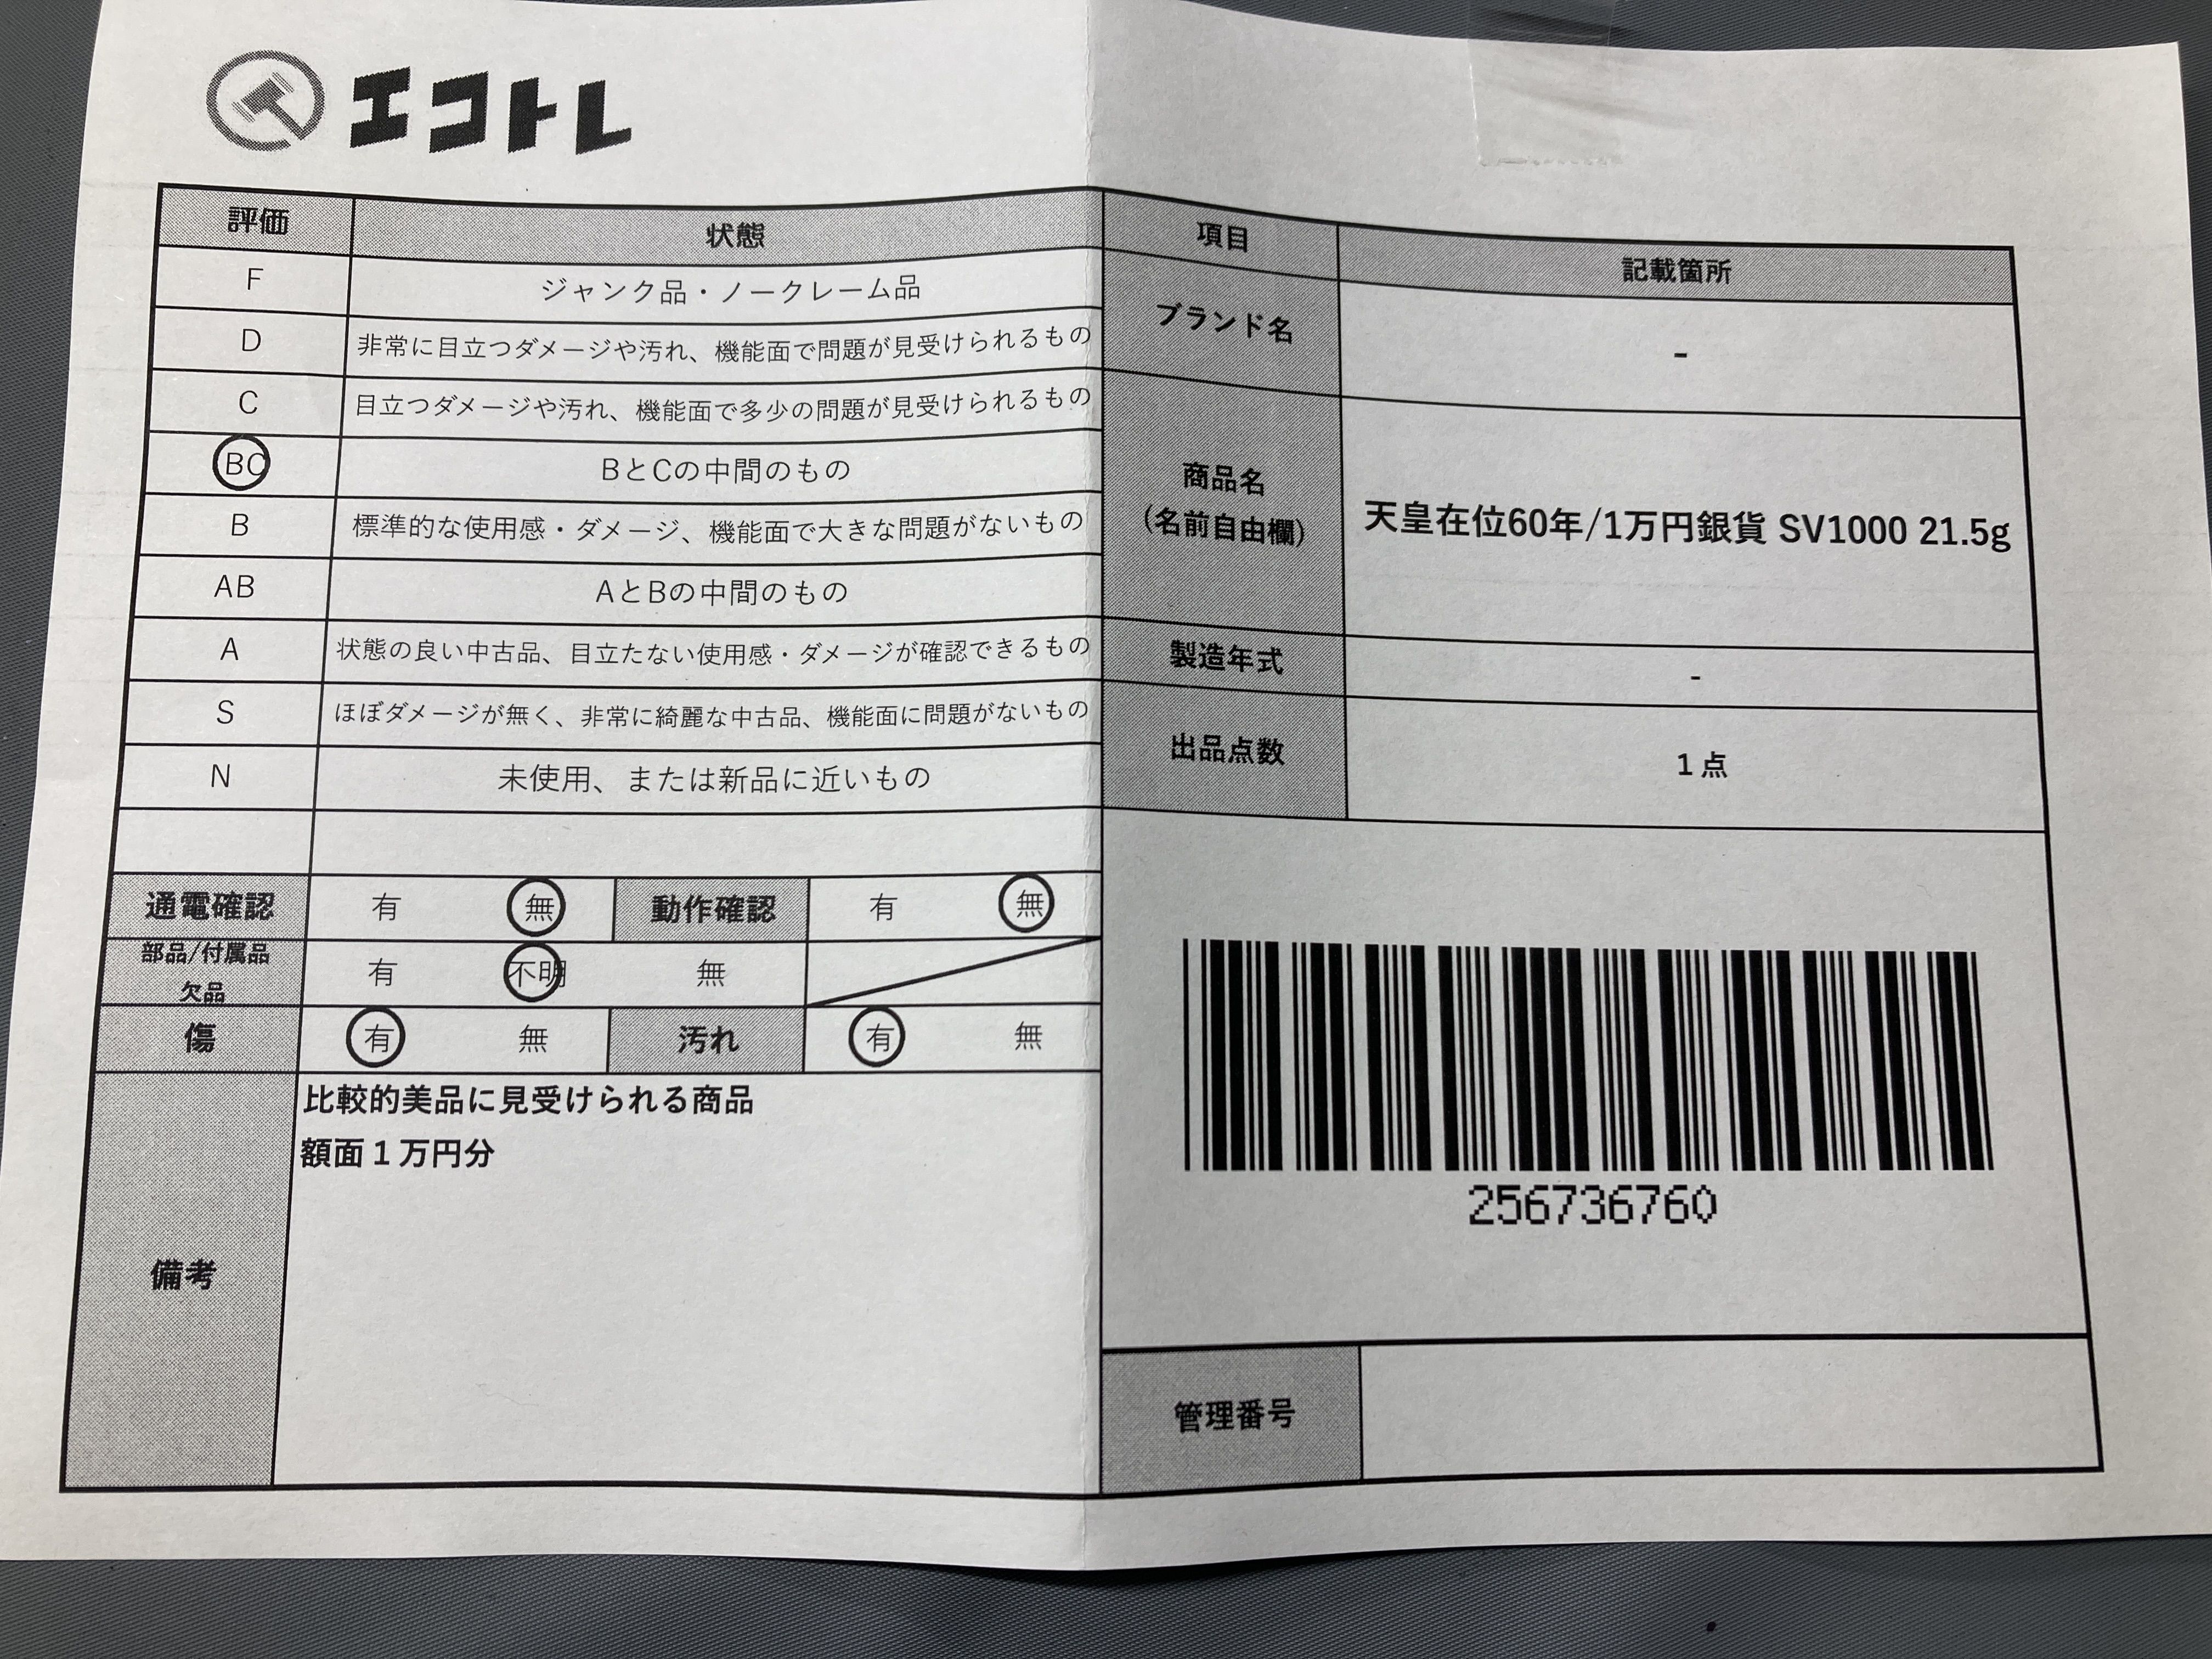 エコトレ
評価 状態
F ジャンク品・ノークレーム品
D 非常に目立つダメージや汚れ、機能面で問題が見受けられるもの
C 目立つダメージや汚れ、機能面で多少の問題が見受けられるもの
BC BとCの中間のもの
B 標準的な使用感・ダメージ、機能面で大きな問題がないもの
AB AとBの中間のもの
A 状態の良い中古品、目立たない使用感・ダメージが確認できるもの
S ほぼダメージが無く、非常に綺麗な中古品、機能面に問題がないもの
N 未使用、または新品に近いもの
通電確認 有 無 動作確認 有 無
部品/付属品
欠品 有 不明 無
傷 有 無 汚れ 有 無
備考
比較的美品に見受けられる商品
額面1万円分
項目 記載箇所
ブランド名 -
商品名
(名前自由欄)
天皇在位60年/1万円銀貨 SV1000 21.5g
製造年式 -
出品点数 1点
256736760
管理番号